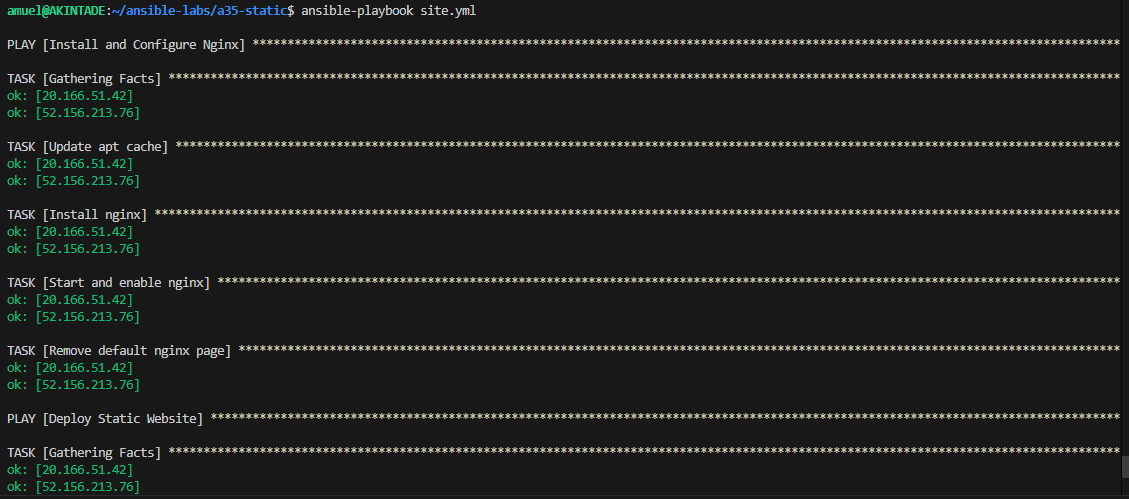 amuel@AKINTADE:~/ansible-labs/a35-static$ ansible-playbook site.yml
PLAY [Install and Configure Nginx] ****************************************************************************************************************************
TASK [Gathering Facts] ****************************************************************************************************************************************
ok: [20.166.51.42]
ok: [52.156.213.76]
TASK [Update apt cache] ***************************************************************************************************************************************
ok: [20.166.51.42]
ok: [52.156.213.76]
TASK [Install nginx] ******************************************************************************************************************************************
ok: [20.166.51.42]
ok: [52.156.213.76]
TASK [Start and enable nginx] *********************************************************************************************************************************
ok: [20.166.51.42]
ok: [52.156.213.76]
TASK [Remove default nginx page] ******************************************************************************************************************************
ok: [20.166.51.42]
ok: [52.156.213.76]
PLAY [Deploy Static Website] **********************************************************************************************************************************
TASK [Gathering Facts] ****************************************************************************************************************************************
ok: [20.166.51.42]
ok: [52.156.213.76]